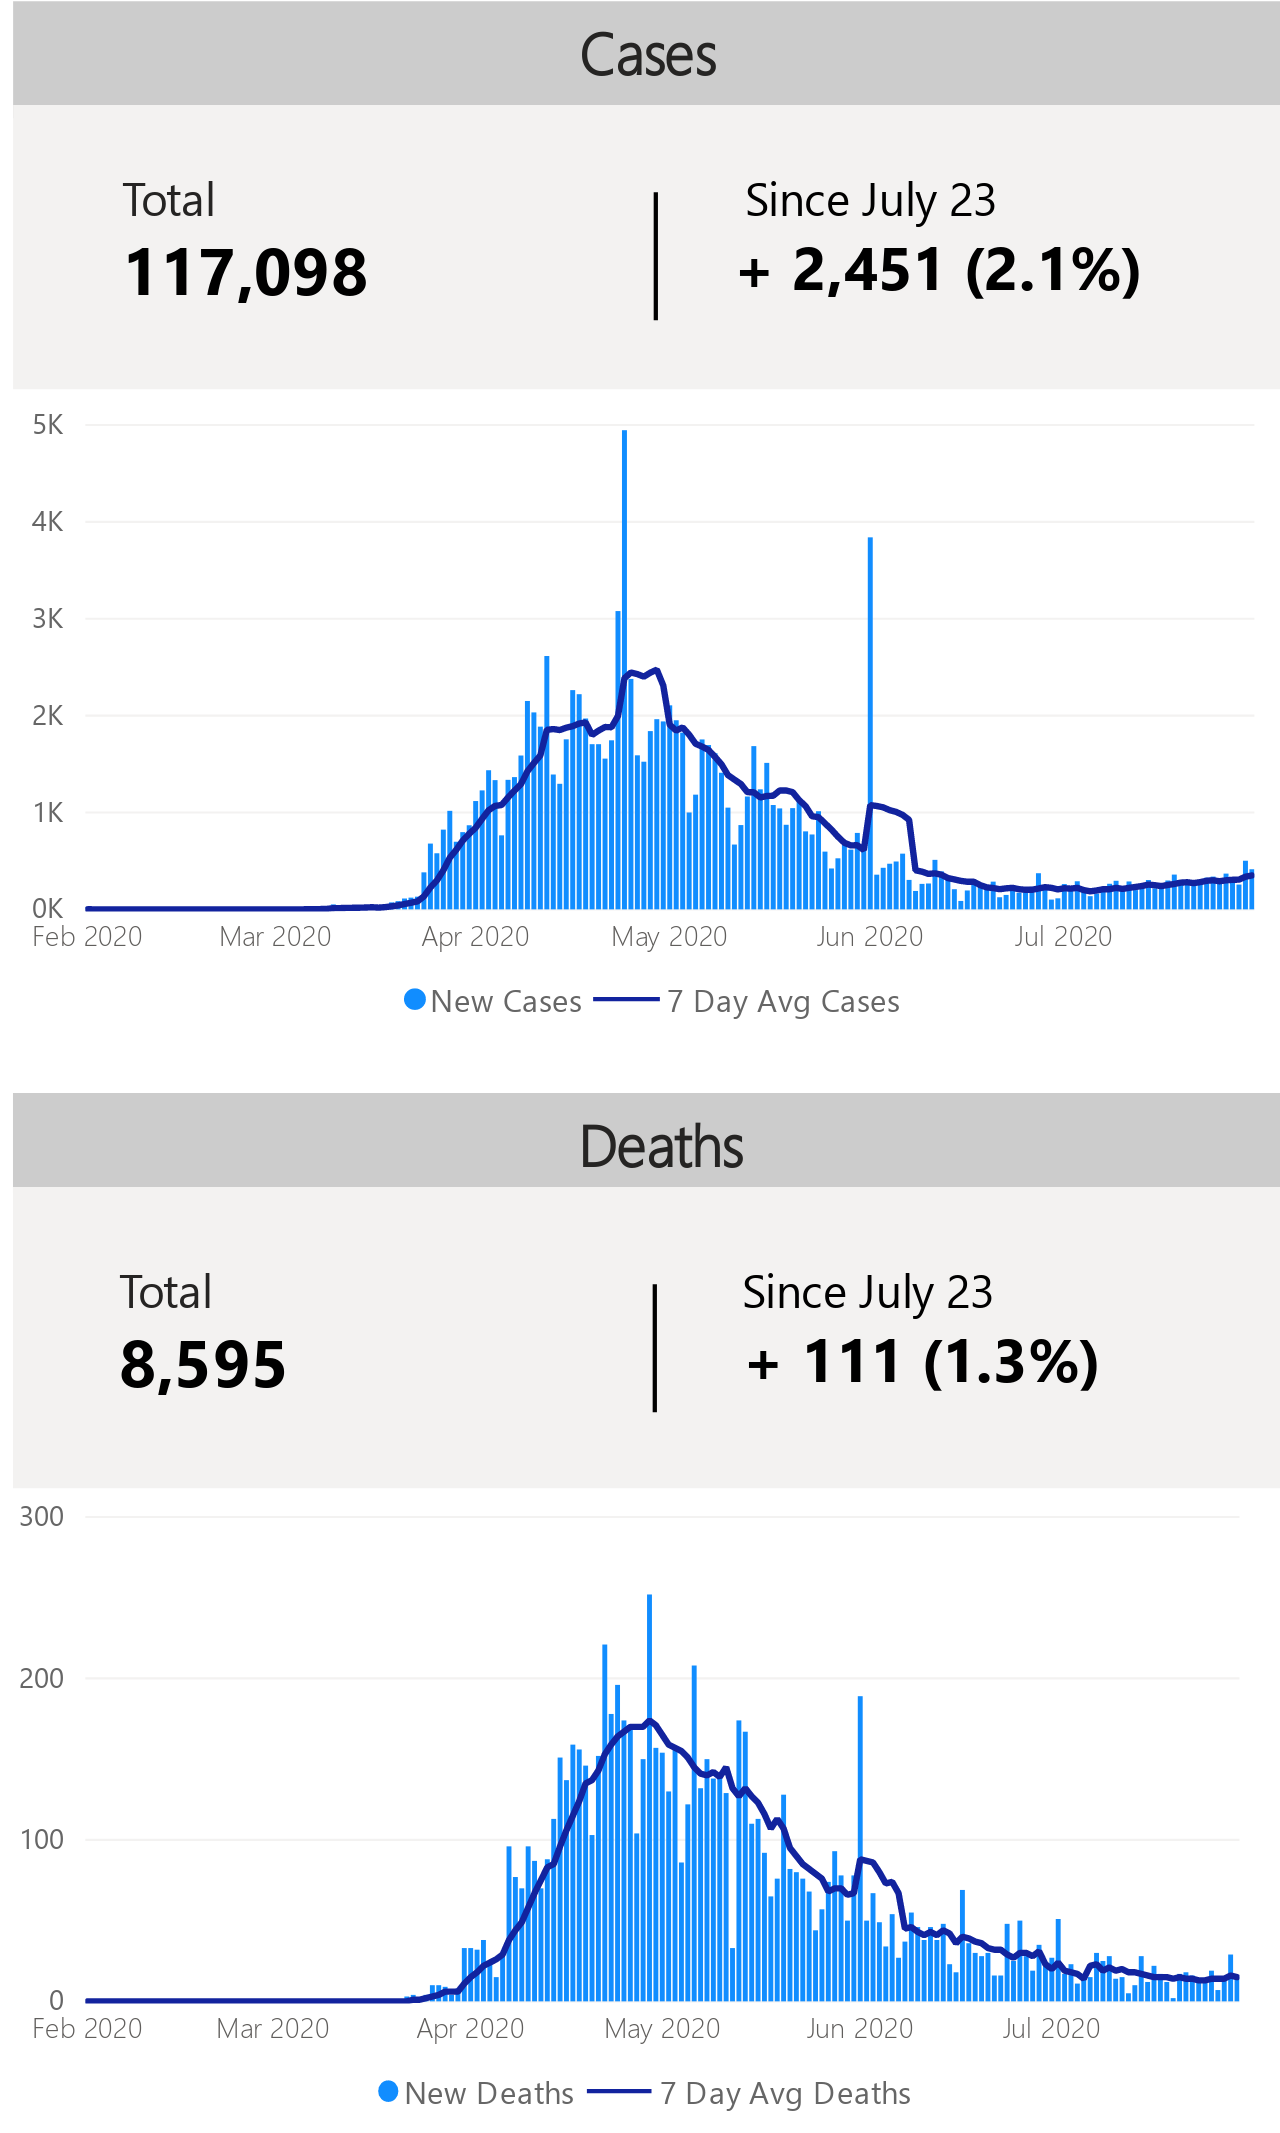 Cases
Total
Since July 23
117,098
+ 2,451 (2.1%)
5K
4K
3K
2K
1K
0K
Feb 2020 Mar 2020 Apr 2020 May 2020 Jun 2020 Jul 2020
New Cases 7 Day Avg Cases
Deaths
Total
Since July 23
8,595
+ 111 (1.3%)
300
200
100
0
Feb 2020 Mar 2020 Apr 2020 May 2020 Jun 2020 Jul 2020
New Deaths 7 Day Avg Deaths